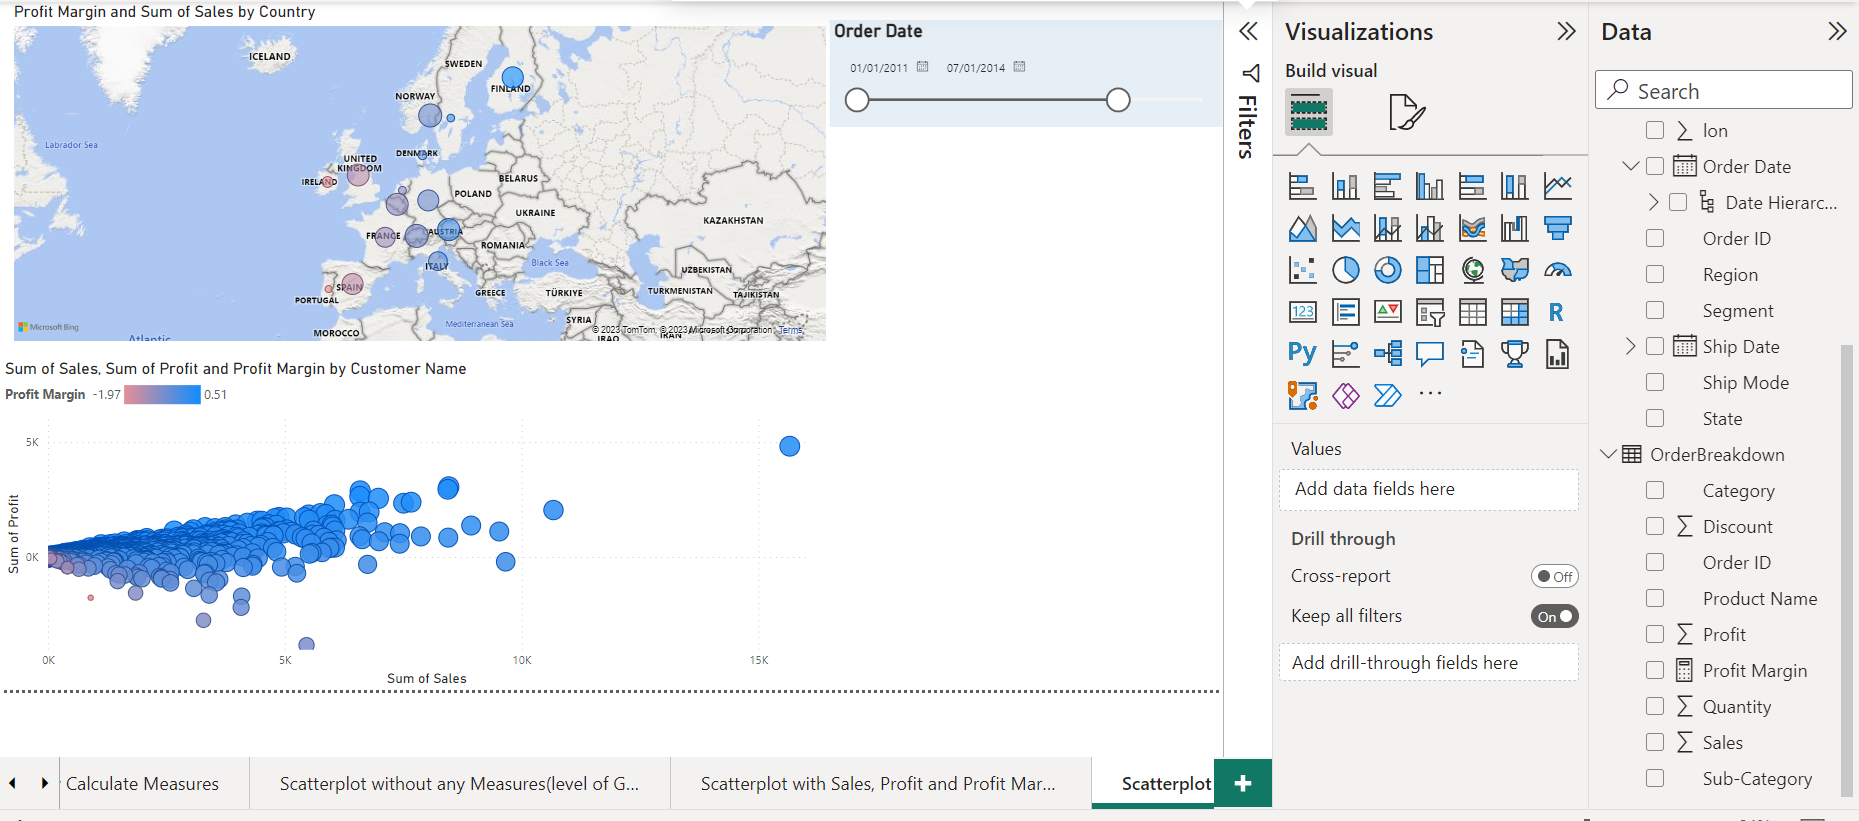 Profit Margin and Sum of Sales by Country
ICELAND
SWEDEN
FINLAND
NORWAY
Labrador Sea
DENMARK
UNITED
KINGDOM
IRELAND
BELARUS
POLAND
UKRAINE
KAZAKHSTAN
FRANCE
AUSTRIA
ROMANIA
ITALY
Black Sea
UZBEKISTAN
SPAIN
PORTUGAL
GREECE
TÜRKIYE
TURKMENISTAN
TAJIKISTAN
Microsoft Bing
Mediterranean Sea
SYRIA
MOROCCO
Atlantic
IRAQ
IRAN
© 2023 TomTom, © 2023 Microsoft Corporation Terms
Order Date
01/01/2011 07/01/2014
Sum of Sales, Sum of Profit and Profit Margin by Customer Name
Profit Margin -1.97 0.51
5K
0K
Sum of Profit
0K 5K 10K 15K
Sum of Sales
Calculate Measures
Scatterplot without any Measures(level of G...
Scatterplot with Sales, Profit and Profit Mar...
Scatterplot
+
Filters
Visualizations
Build visual
123
R
Py
...
Values
Add data fields here
Drill through
Cross-report Off
Keep all filters On
Add drill-through fields here
Data
Search
lon
Order Date
Date Hierarc...
Order ID
Region
Segment
Ship Date
Ship Mode
State
OrderBreakdown
Category
Discount
Order ID
Product Name
Profit
Profit Margin
Quantity
Sales
Sub-Category